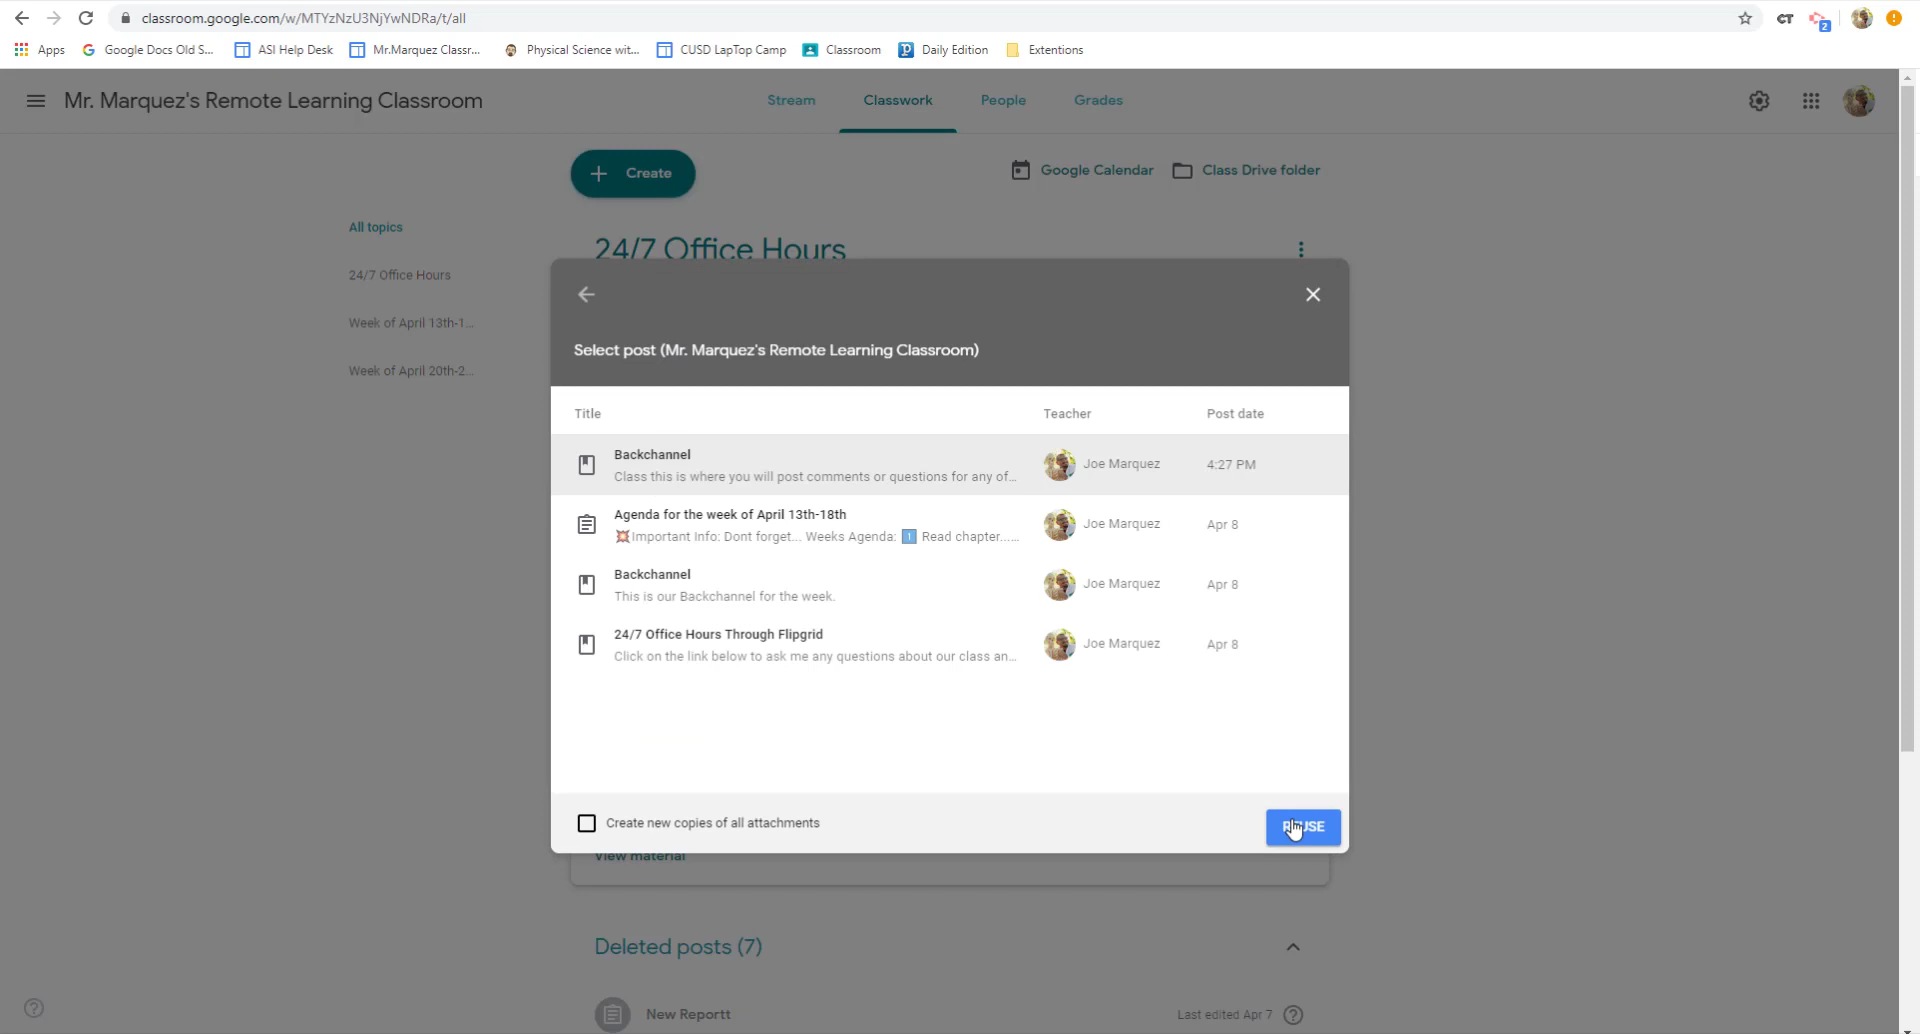 classroom.google.com/w/MTYzNzU3NjYwNDRa/t/all
CT
2
Apps
Google Docs Old S...
ASI Help Desk
Mr.Marquez Classr...
Physical Science wit...
CUSD LapTop Camp
Classroom
Daily Edition
Extentions
Mr. Marquez's Remote Learning Classroom
Stream
Classwork
People
Grades
Create
Google Calendar
Class Drive folder
All topics
24/7 Office Hours
Week of April 13th-1...
Week of April 20th-2...
24/7 Office Hours
Select post (Mr. Marquez's Remote Learning Classroom)
Title
Teacher
Post date
Backchannel
Class this is where you will post comments or questions for any of...
Joe Marquez
4:27 PM
Agenda for the week of April 13th-18th
💥Important Info: Dont forget... Weeks Agenda: 1️⃣ Read chapter......
Joe Marquez
Apr 8
Backchannel
This is our Backchannel for the week.
Joe Marquez
Apr 8
24/7 Office Hours Through Flipgrid
Click on the link below to ask me any questions about our class an...
Joe Marquez
Apr 8
Create new copies of all attachments
View material
Deleted posts (7)
New Reportt
Last edited Apr 7